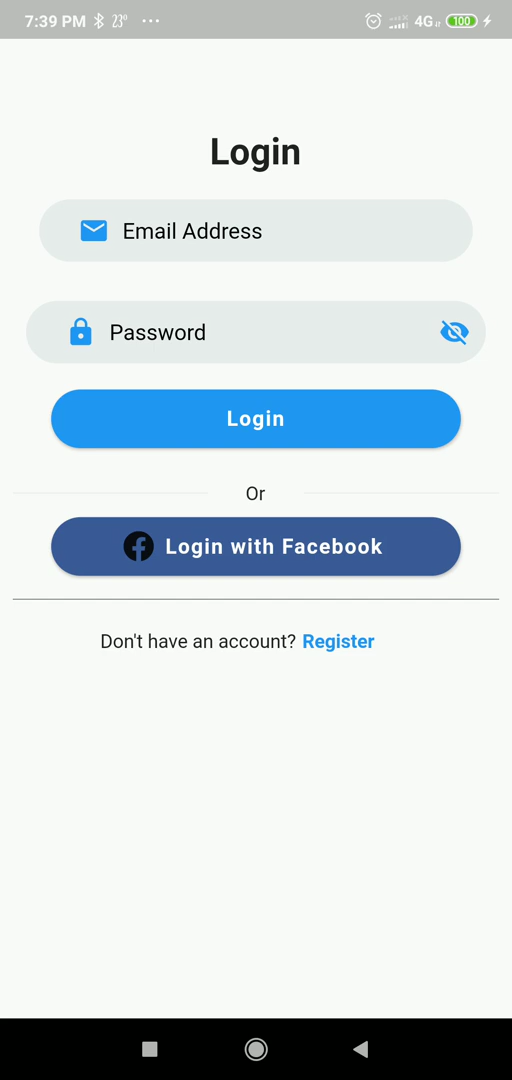 7:39 PM 23° ... 4G 100
Login
Email Address
Password
Login
Or
Login with Facebook
Don't have an account? Register